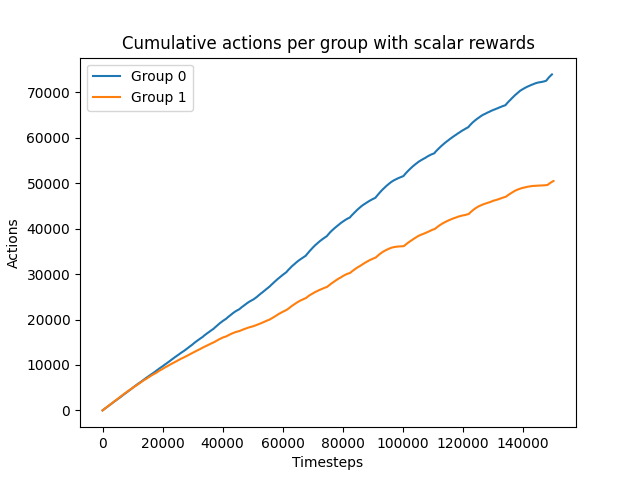 Cumulative actions per group with scalar rewards
Group 0
Group 1
70000
60000
50000
40000
30000
20000
10000
0
Actions
0 20000 40000 60000 80000 100000 120000 140000
Timesteps